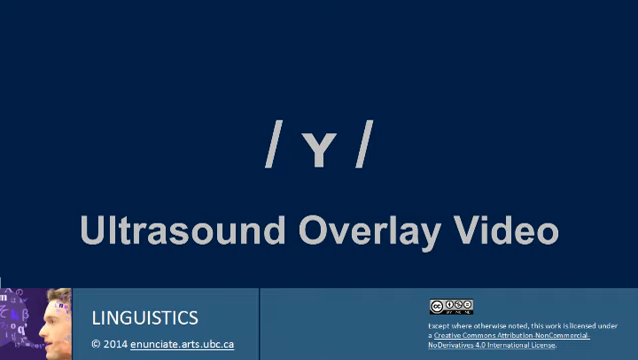 / ʏ /
Ultrasound Overlay Video
LINGUISTICS
© 2014 enunciate.arts.ubc.ca
Except where otherwise noted, this work is licensed under
a Creative Commons Attribution-NonCommercial-
NoDerivatives 4.0 International License.